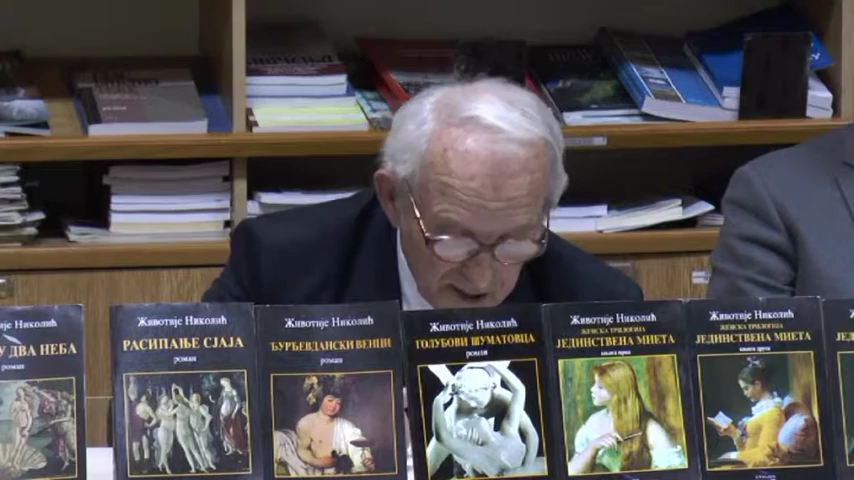 Животије Николић
У ДВА НЕБА
роман
Животије Николић
РАСИПАЊЕ СЈАЈА
роман
Животије Николић
ЂУРЂЕВДАНСКИ ВЕНЦИ
роман
Животије Николић
ГОЛУБОВИ ШУМАТОВЦА
роман
Животије Николић
ЖЕНСКА ТРИЛОГИЈА
ЈЕДИНСТВЕНА МИЕТА
књига прва
Животије Николић
ЖЕНСКА ТРИЛОГИЈА
ЈЕДИНСТВЕНА МИЕТА
књига друга